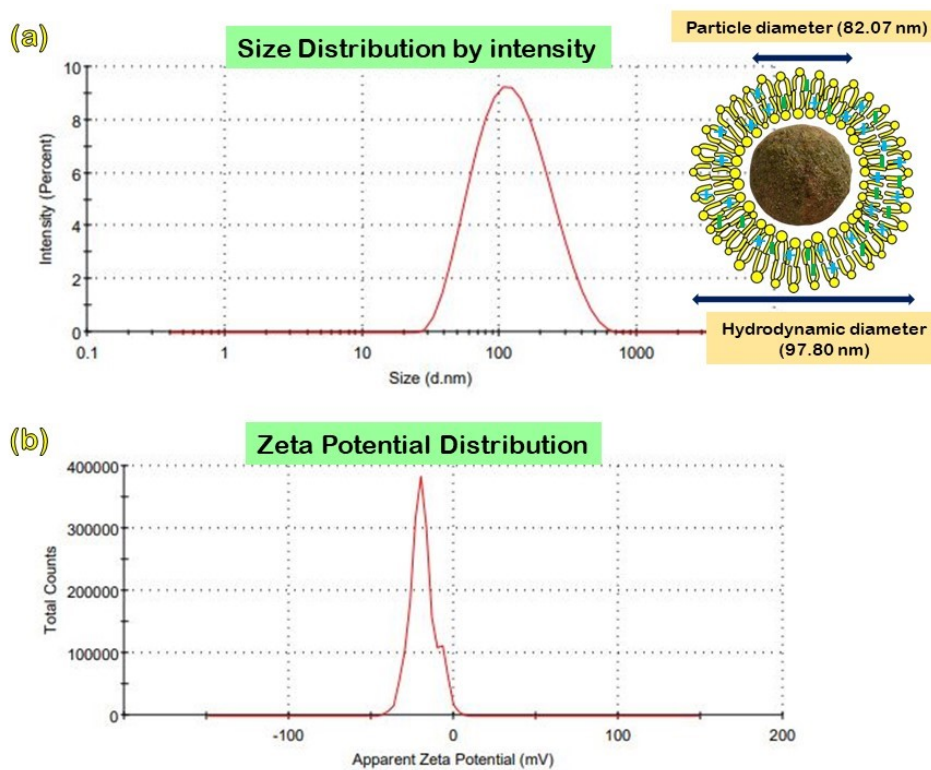 (a)
Size Distribution by intensity
Particle diameter (82.07 nm)
10
8
6
4
2
0
Intensity (Percent)
0.1 1 10 100 1000
Size (d.nm)
Hydrodynamic diameter
(97.80 nm)
(b)
Zeta Potential Distribution
400000
300000
200000
100000
0
Total Counts
-100 0 100 200
Apparent Zeta Potential (mV)